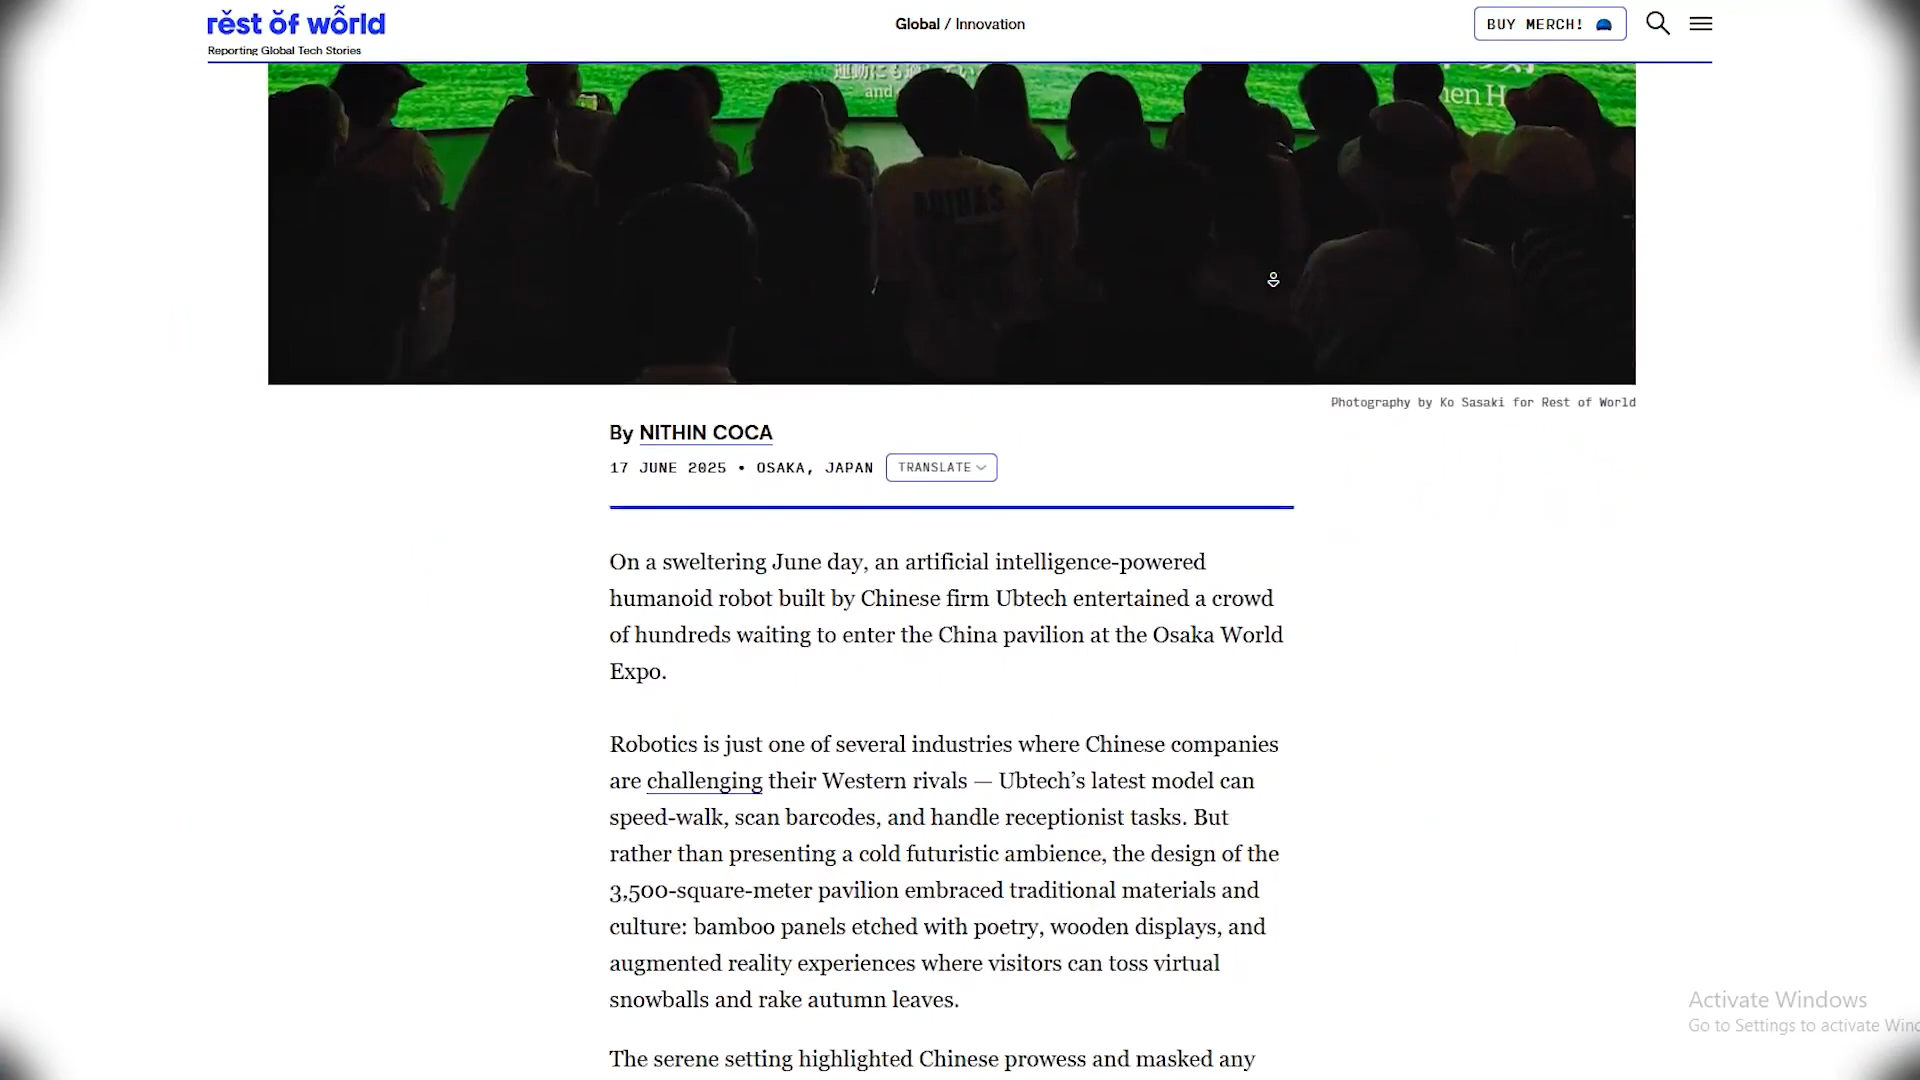 rĕst ŏf wơ̆rld
Reporting Global Tech Stories
Global / Innovation
BUY MERCH!
and
hen H
ADIDAS
Photography by Ko Sasaki for Rest of World
By NITHIN COCA
17 JUNE 2025 • OSAKA, JAPAN
TRANSLATE
On a sweltering June day, an artificial intelligence-powered
humanoid robot built by Chinese firm Ubtech entertained a crowd
of hundreds waiting to enter the China pavilion at the Osaka World
Expo.
Robotics is just one of several industries where Chinese companies
are challenging their Western rivals — Ubtech’s latest model can
speed-walk, scan barcodes, and handle receptionist tasks. But
rather than presenting a cold futuristic ambience, the design of the
3,500-square-meter pavilion embraced traditional materials and
culture: bamboo panels etched with poetry, wooden displays, and
augmented reality experiences where visitors can toss virtual
snowballs and rake autumn leaves.
The serene setting highlighted Chinese prowess and masked any
Activate Windows
Go to Settings to activate Win